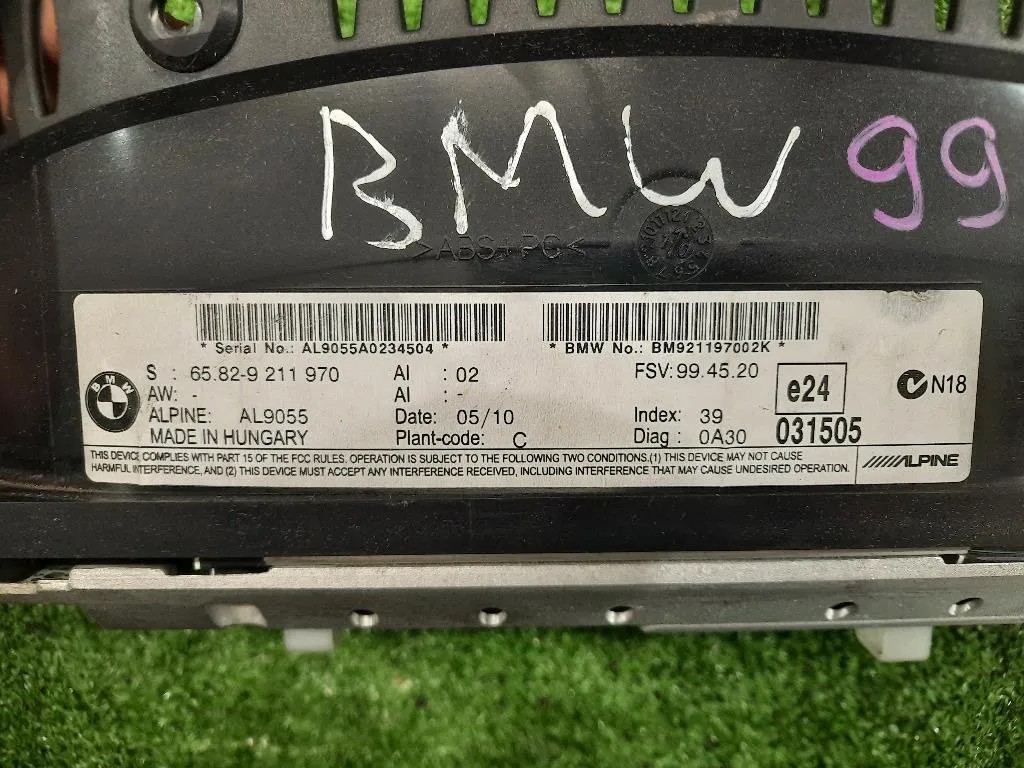 BMW 99
>ABS+PC<
* Serial No.: AL9055A0234504 *
* BMW No.: BM921197002K *
BMW
S : 65.82-9 211 970 AI : 02 FSV: 99.45.20
AW: - AI : -
ALPINE: AL9055 Date: 05/10 Index: 39
MADE IN HUNGARY Plant-code: C Diag : 0A30
e24
031505
N18
THIS DEVICE COMPLIES WITH PART 15 OF THE FCC RULES. OPERATION IS SUBJECT TO THE FOLLOWING TWO CONDITIONS.(1) THIS DEVICE MAY NOT CAUSE
HARMFUL INTERFERENCE, AND (2) THIS DEVICE MUST ACCEPT ANY INTERFERENCE RECEIVED, INCLUDING INTERFERENCE THAT MAY CAUSE UNDESIRED OPERATION.
ALPINE